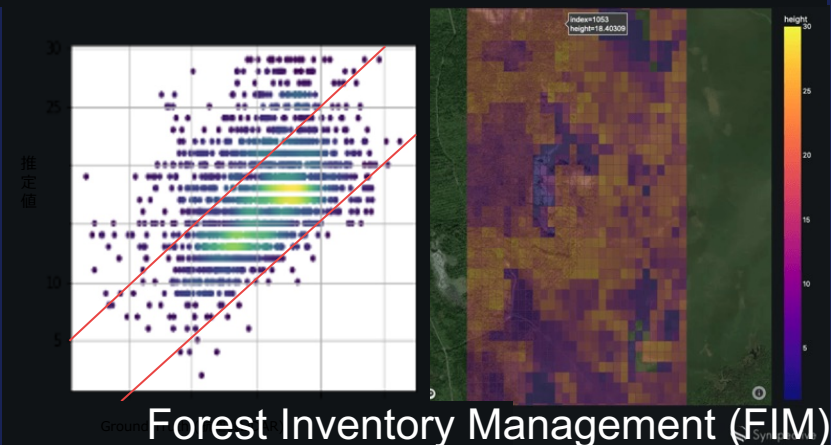 30
25
10
5
推定値
index=1053
height=18.40309
height
30
25
20
15
10
5
Ground
Forest Inventory Management (FIM)